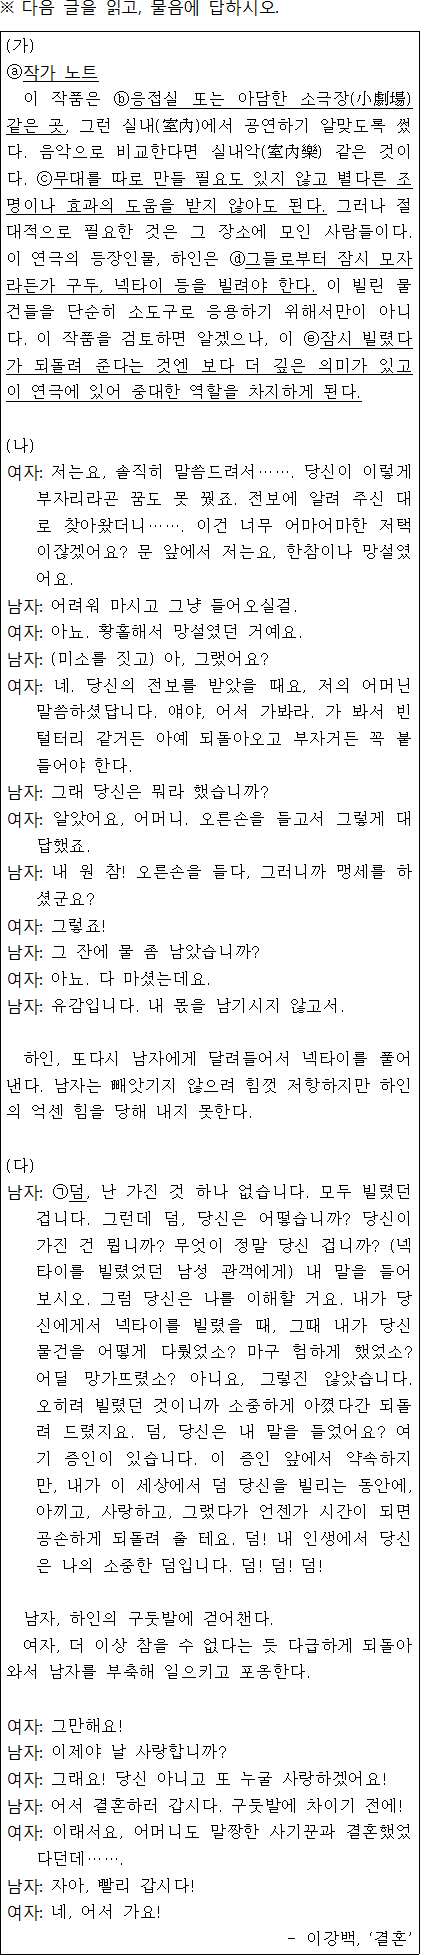 ※ 다음 글을 읽고, 물음에 답하시오.
(가)
ⓐ작가 노트
이 작품은 ⓑ응접실 또는 아담한 소극장(小劇場)
같은 곳, 그런 실내(室內)에서 공연하기 알맞도록 썼
다. 음악으로 비교한다면 실내악(室內樂) 같은 것이
다. ⓒ무대를 따로 만들 필요도 있지 않고 별다른 조
명이나 효과의 도움을 받지 않아도 된다. 그러나 절
대적으로 필요한 것은 그 장소에 모인 사람들이다.
이 연극의 등장인물, 하인은 ⓓ그들로부터 잠시 모자
라든가 구두, 넥타이 등을 빌려야 한다. 이 빌린 물
건들을 단순히 소도구로 응용하기 위해서만이 아니
다. 이 작품을 검토하면 알겠으나, 이 ⓔ잠시 빌렸다
가 되돌려 준다는 것엔 보다 더 깊은 의미가 있고
이 연극에 있어 중대한 역할을 차지하게 된다.
(나)
여자: 저는요, 솔직히 말씀드려서……. 당신이 이렇게
부자리라곤 꿈도 못 꿨죠. 전보에 알려 주신 대
로 찾아왔더니……. 이건 너무 어마어마한 저택
이잖겠어요? 문 앞에서 저는요, 한참이나 망설였
어요.
남자: 어려워 마시고 그냥 들어오실걸.
여자: 아뇨. 황홀해서 망설였던 거예요.
남자: (미소를 짓고) 아, 그랬어요?
여자: 네. 당신의 전보를 받았을 때요, 저의 어머닌
말씀하셨답니다. 얘야, 어서 가봐라. 가 봐서 빈
털터리 같거든 아예 되돌아오고 부자거든 꼭 붙
들어야 한다.
남자: 그래 당신은 뭐라 했습니까?
여자: 알았어요, 어머니. 오른손을 들고서 그렇게 대
답했죠.
남자: 내 원 참! 오른손을 들다, 그러니까 맹세를 하
셨군요?
여자: 그렇죠!
남자: 그 잔에 물 좀 남았습니까?
여자: 아뇨. 다 마셨는데요.
남자: 유감입니다. 내 몫을 남기시지 않고서.
하인, 또다시 남자에게 달려들어서 넥타이를 풀어
낸다. 남자는 빼앗기지 않으려 힘껏 저항하지만 하인
의 억센 힘을 당해 내지 못한다.
(다)
남자: ㉠덤, 난 가진 것 하나 없습니다. 모두 빌렸던
겁니다. 그런데 덤, 당신은 어떻습니까? 당신이
가진 건 뭡니까? 무엇이 정말 당신 겁니까? (넥
타이를 빌렸었던 남성 관객에게) 내 말을 들어
보시오. 그럼 당신은 나를 이해할 거요. 내가 당
신에게서 넥타이를 빌렸을 때, 그때 내가 당신
물건을 어떻게 다뤘었소? 마구 험하게 했었소?
어딜 망가뜨렸소? 아니요, 그렇진 않았습니다.
오히려 빌렸던 것이니까 소중하게 아꼈다간 되돌
려 드렸지요. 덤, 당신은 내 말을 들었어요? 여
기 증인이 있습니다. 이 증인 앞에서 약속하지
만, 내가 이 세상에서 덤 당신을 빌리는 동안에,
아끼고, 사랑하고, 그랬다가 언젠가 시간이 되면
공손하게 되돌려 줄 테요. 덤! 내 인생에서 당신
은 나의 소중한 덤입니다. 덤! 덤! 덤!
남자, 하인의 구둣발에 걷어챈다.
여자, 더 이상 참을 수 없다는 듯 다급하게 되돌아
와서 남자를 부축해 일으키고 포옹한다.
여자: 그만해요!
남자: 이제야 날 사랑합니까?
여자: 그래요! 당신 아니고 또 누굴 사랑하겠어요!
남자: 어서 결혼하러 갑시다. 구둣발에 차이기 전에!
여자: 이래서요, 어머니도 말짱한 사기꾼과 결혼했었
다던데…….
남자: 자아, 빨리 갑시다!
여자: 네, 어서 가요!
- 이강백, ‘결혼’